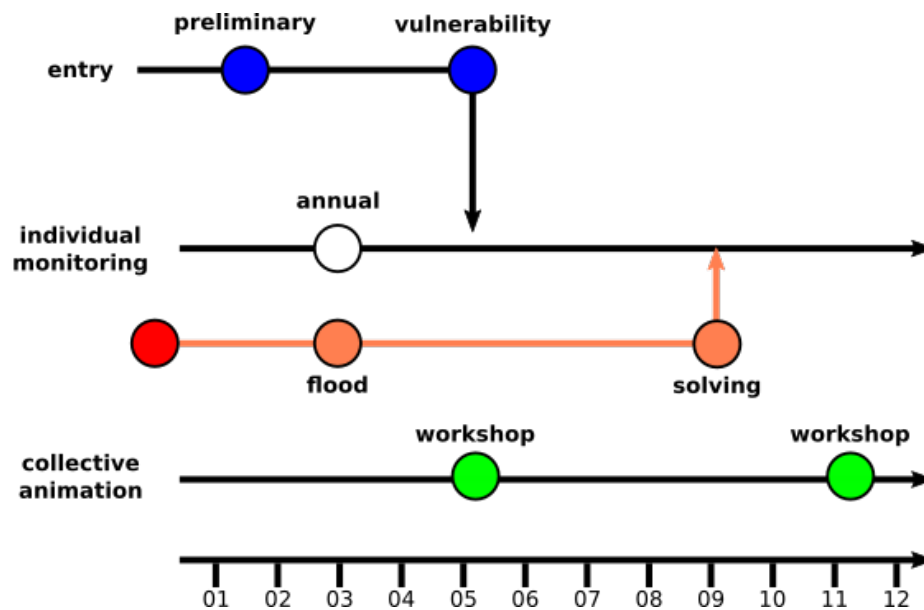 preliminary
vulnerability
entry
annual
individual
monitoring
flood
solving
workshop
workshop
collective
animation
01 02 03 04 05 06 07 08 09 10 11 12